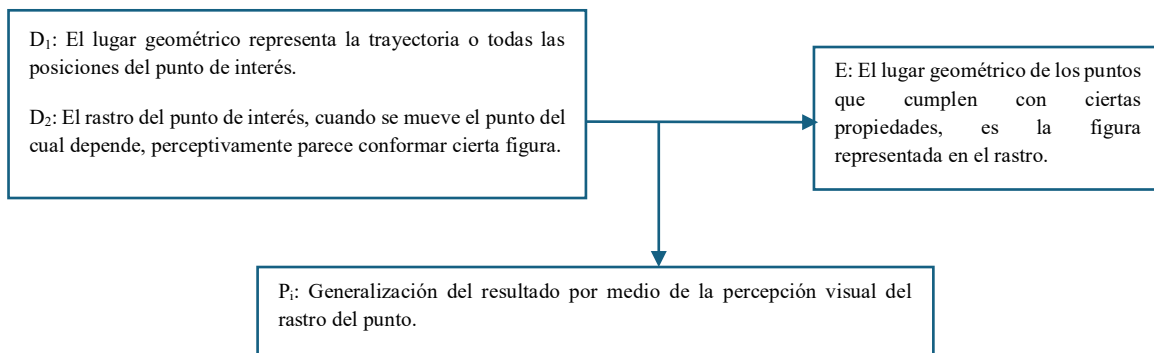 D₁: El lugar geométrico representa la trayectoria o todas las
posiciones del punto de interés.
D₂: El rastro del punto de interés, cuando se mueve el punto del
cual depende, perceptivamente parece conformar cierta figura.
E: El lugar geométrico de los puntos
que cumplen con ciertas
propiedades, es la figura
representada en el rastro.
Pᵢ: Generalización del resultado por medio de la percepción visual del
rastro del punto.